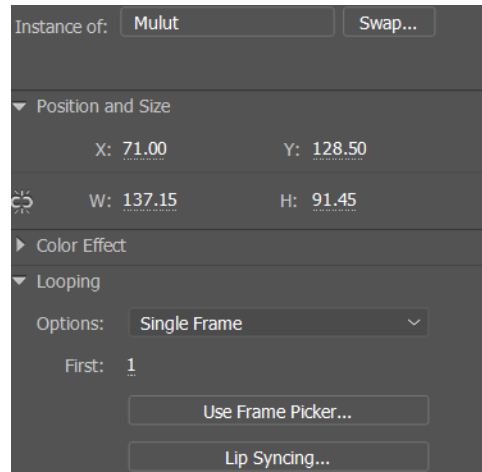 Instance of: Mulut Swap...
Position and Size
X: 71.00 Y: 128.50
W: 137.15 H: 91.45
Color Effect
Looping
Options: Single Frame
First: 1
Use Frame Picker...
Lip Syncing...